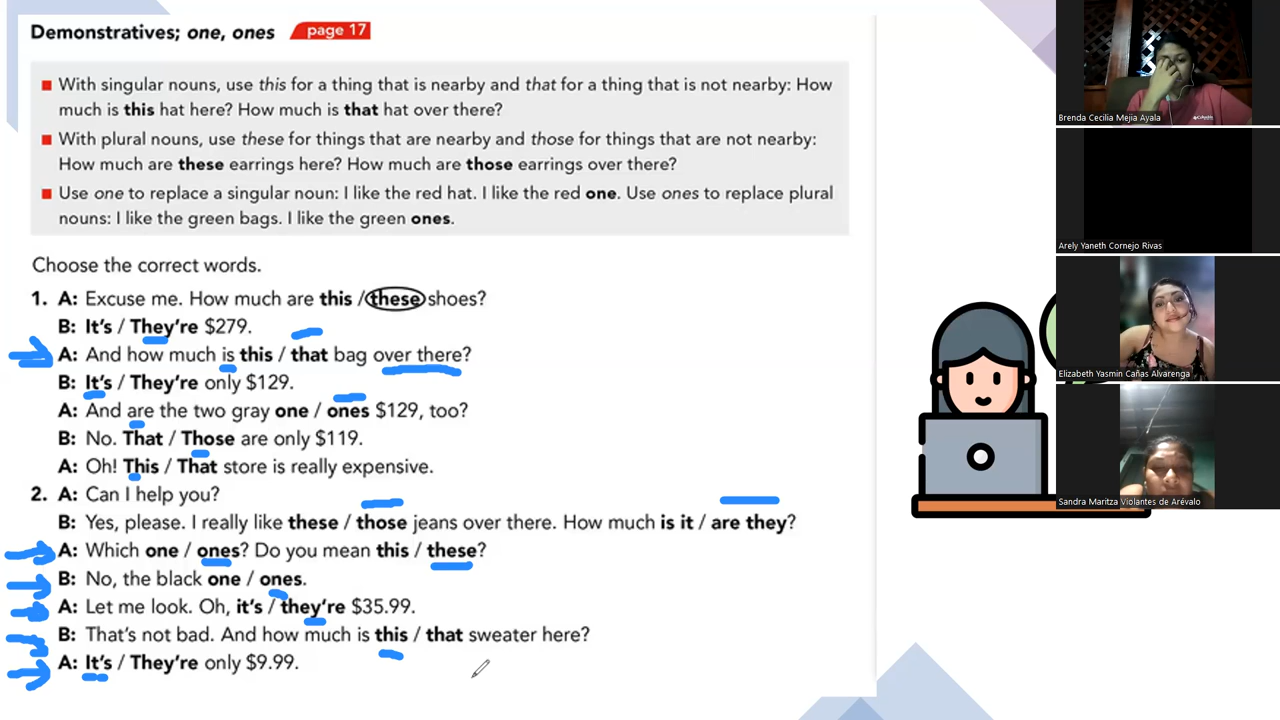 Demonstratives; one, ones page 17
■ With singular nouns, use this for a thing that is nearby and that for a thing that is not nearby: How
much is this hat here? How much is that hat over there?
■ With plural nouns, use these for things that are nearby and those for things that are not nearby:
How much are these earrings here? How much are those earrings over there?
■ Use one to replace a singular noun: I like the red hat. I like the red one. Use ones to replace plural
nouns: I like the green bags. I like the green ones.
Choose the correct words.
1. A: Excuse me. How much are this / these shoes?
B: It's / They're $279.
A: And how much is this / that bag over there?
B: It's / They're only $129.
A: And are the two gray one / ones $129, too?
B: No. That / Those are only $119.
A: Oh! This / That store is really expensive.
2. A: Can I help you?
B: Yes, please. I really like these / those jeans over there. How much is it / are they?
A: Which one / ones? Do you mean this / these?
B: No, the black one / ones.
A: Let me look. Oh, it's / they're $35.99.
B: That's not bad. And how much is this / that sweater here?
A: It's / They're only $9.99.
Brenda Cecilia Mejia Ayala
Arely Yaneth Cornejo Rivas
Elizabeth Yasmin Cañas Alvarenga
Sandra Maritza Violantes de Arévalo